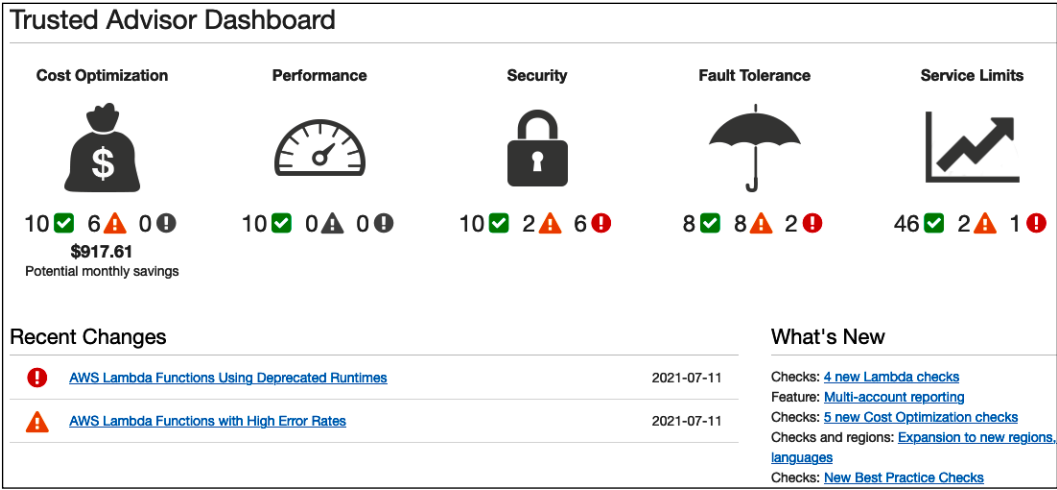 Trusted Advisor Dashboard
Cost Optimization Performance Security Fault Tolerance Service Limits
$
10 6 0 10 0 0 10 2 6 8 8 2 46 2 1
$917.61
Potential monthly savings
Recent Changes
AWS Lambda Functions Using Deprecated Runtimes 2021-07-11
AWS Lambda Functions with High Error Rates 2021-07-11
What's New
Checks: 4 new Lambda checks
Feature: Multi-account reporting
Checks: 5 new Cost Optimization checks
Checks and regions: Expansion to new regions,
languages
Checks: New Best Practice Checks